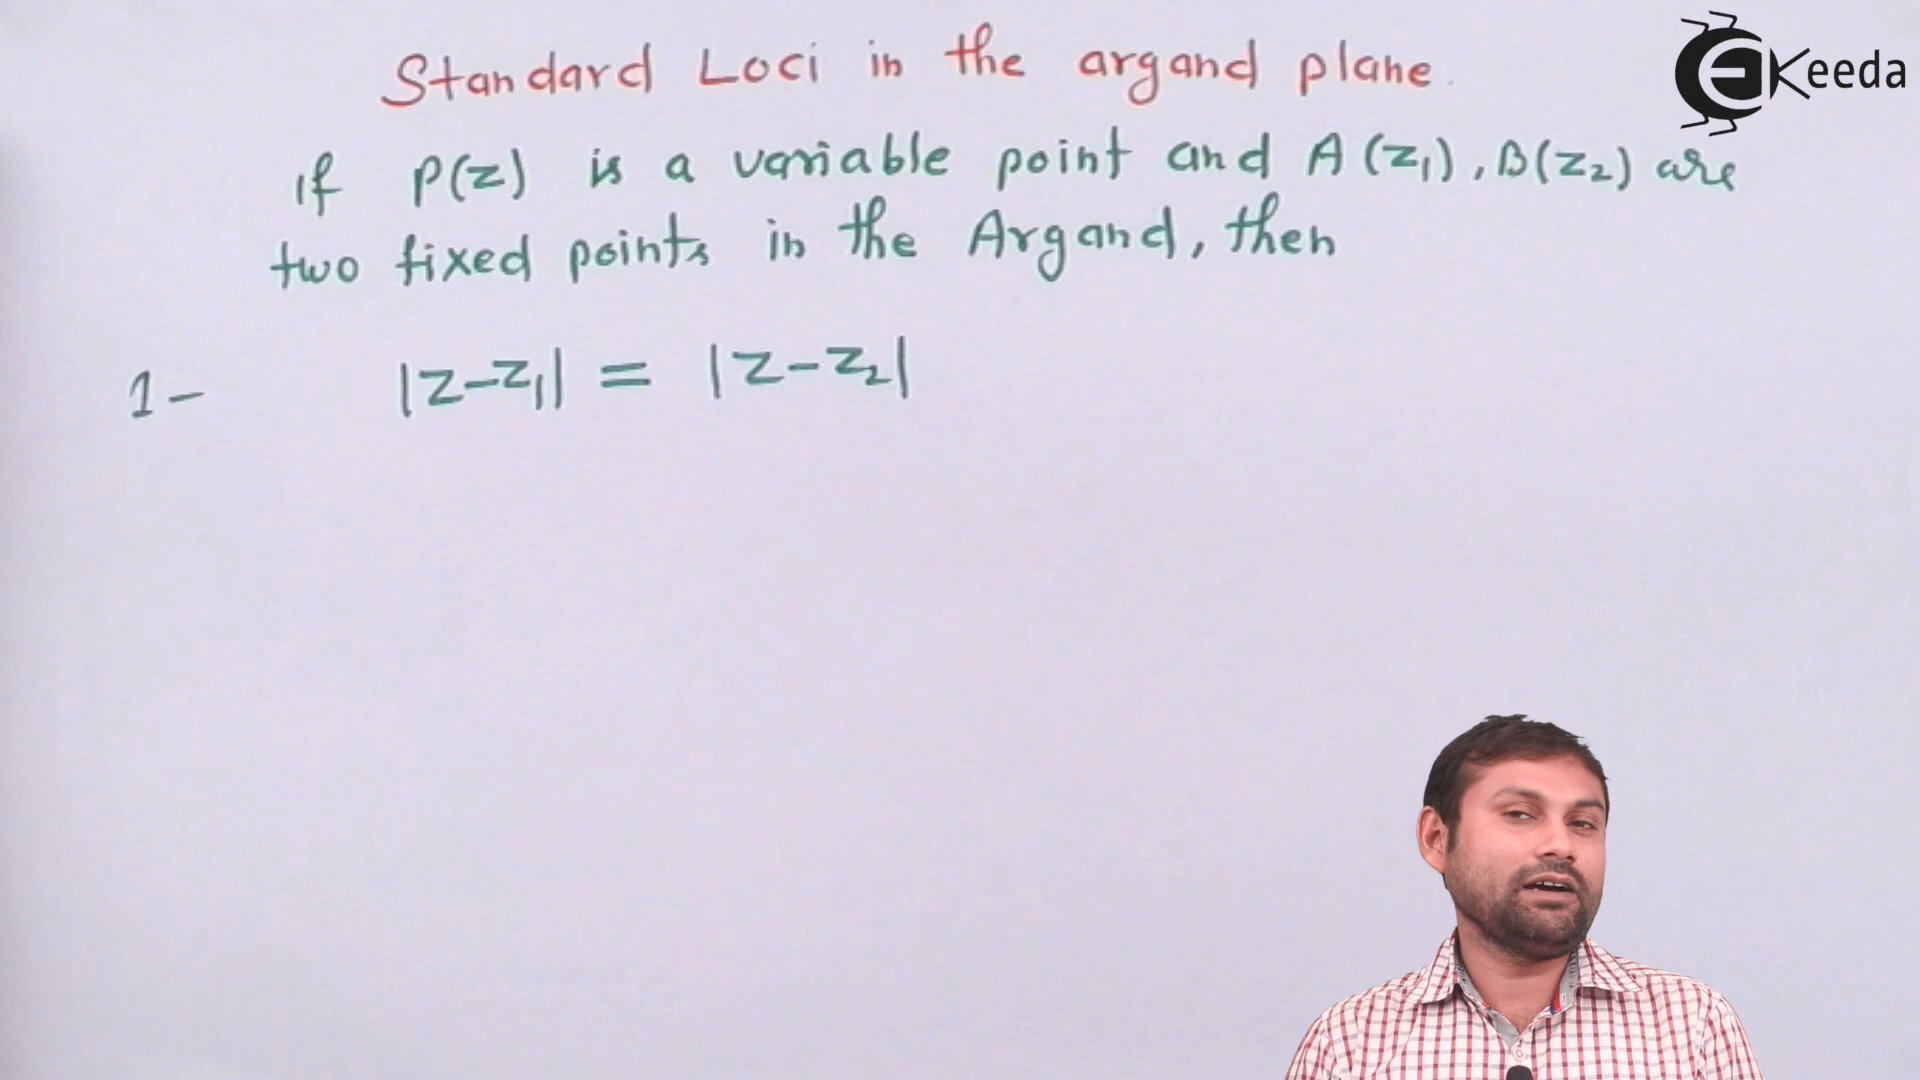 Standard Loci in the argand plane.
EKeeda
If P(z) is a variable point and A(z₁), B(z₂) are
two fixed points in the Argand, then
1- |z-z₁| = |z-z₂|